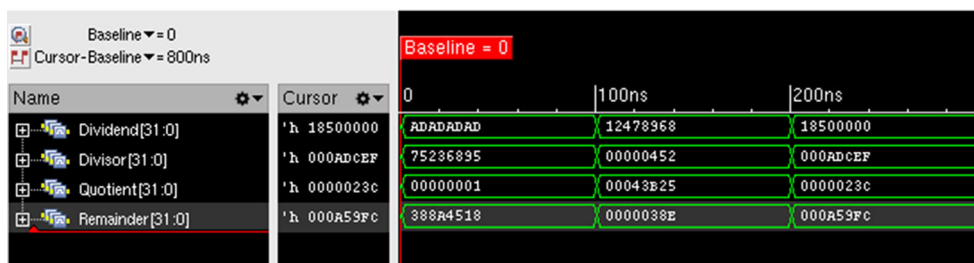 Baseline ▾ = 0
Cursor-Baseline ▾ = 800ns
Baseline = 0
Name Cursor 0 100ns 200ns
Dividend[31:0] 'h 18500000 ADADADAD 12478968 18500000
Divisor[31:0] 'h 000ADCEF 75236895 00000452 000ADCEF
Quotient[31:0] 'h 0000023C 00000001 00043B25 0000023C
Remainder[31:0] 'h 000A59FC 388A4518 0000038E 000A59FC